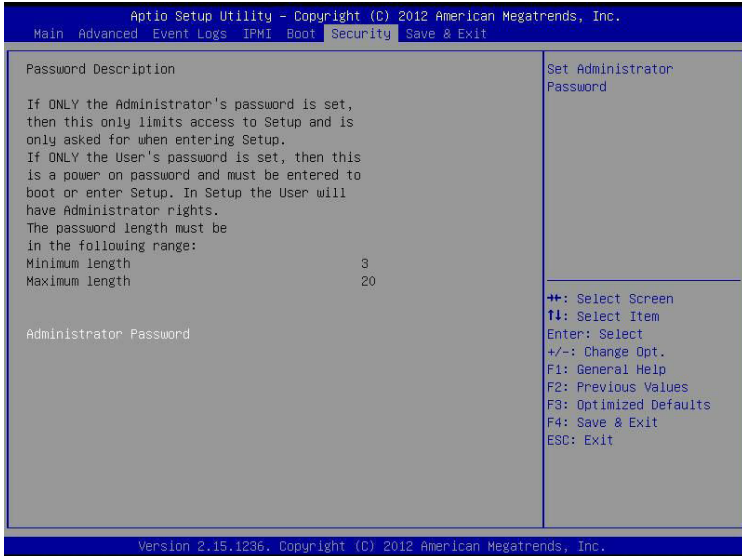 Aptio Setup Utility – Copyright (C) 2012 American Megatrends, Inc.
Main Advanced Event Logs IPMI Boot Security Save & Exit
Password Description
If ONLY the Administrator's password is set,
then this only limits access to Setup and is
only asked for when entering Setup.
If ONLY the User's password is set, then this
is a power on password and must be entered to
boot or enter Setup. In Setup the User will
have Administrator rights.
The password length must be
in the following range:
Minimum length 3
Maximum length 20
Administrator Password
Set Administrator
Password
→←: Select Screen
↑↓: Select Item
Enter: Select
+/-: Change Opt.
F1: General Help
F2: Previous Values
F3: Optimized Defaults
F4: Save & Exit
ESC: Exit
Version 2.15.1236. Copyright (C) 2012 American Megatrends, Inc.